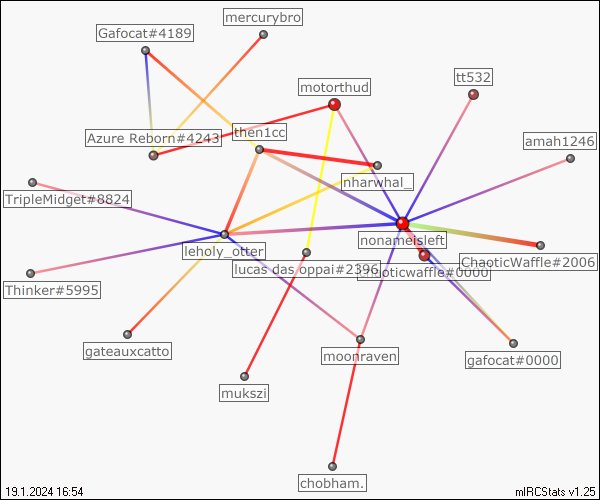 mercurybro
Gafocat#4189
tt532
motorthud
then1cc
Azure Reborn#4243
amah1246
nharwhal_
TripleMidget#8824
nonameisleft
leholy_otter
ChaoticWaffle#2006
lucas das oppai#2396
chaoticwaffle#0000
Thinker#5995
gateauxcatto
moonraven
gafocat#0000
mukszi
chobham.
19.1.2024 16:54
mIRCStats v1.25